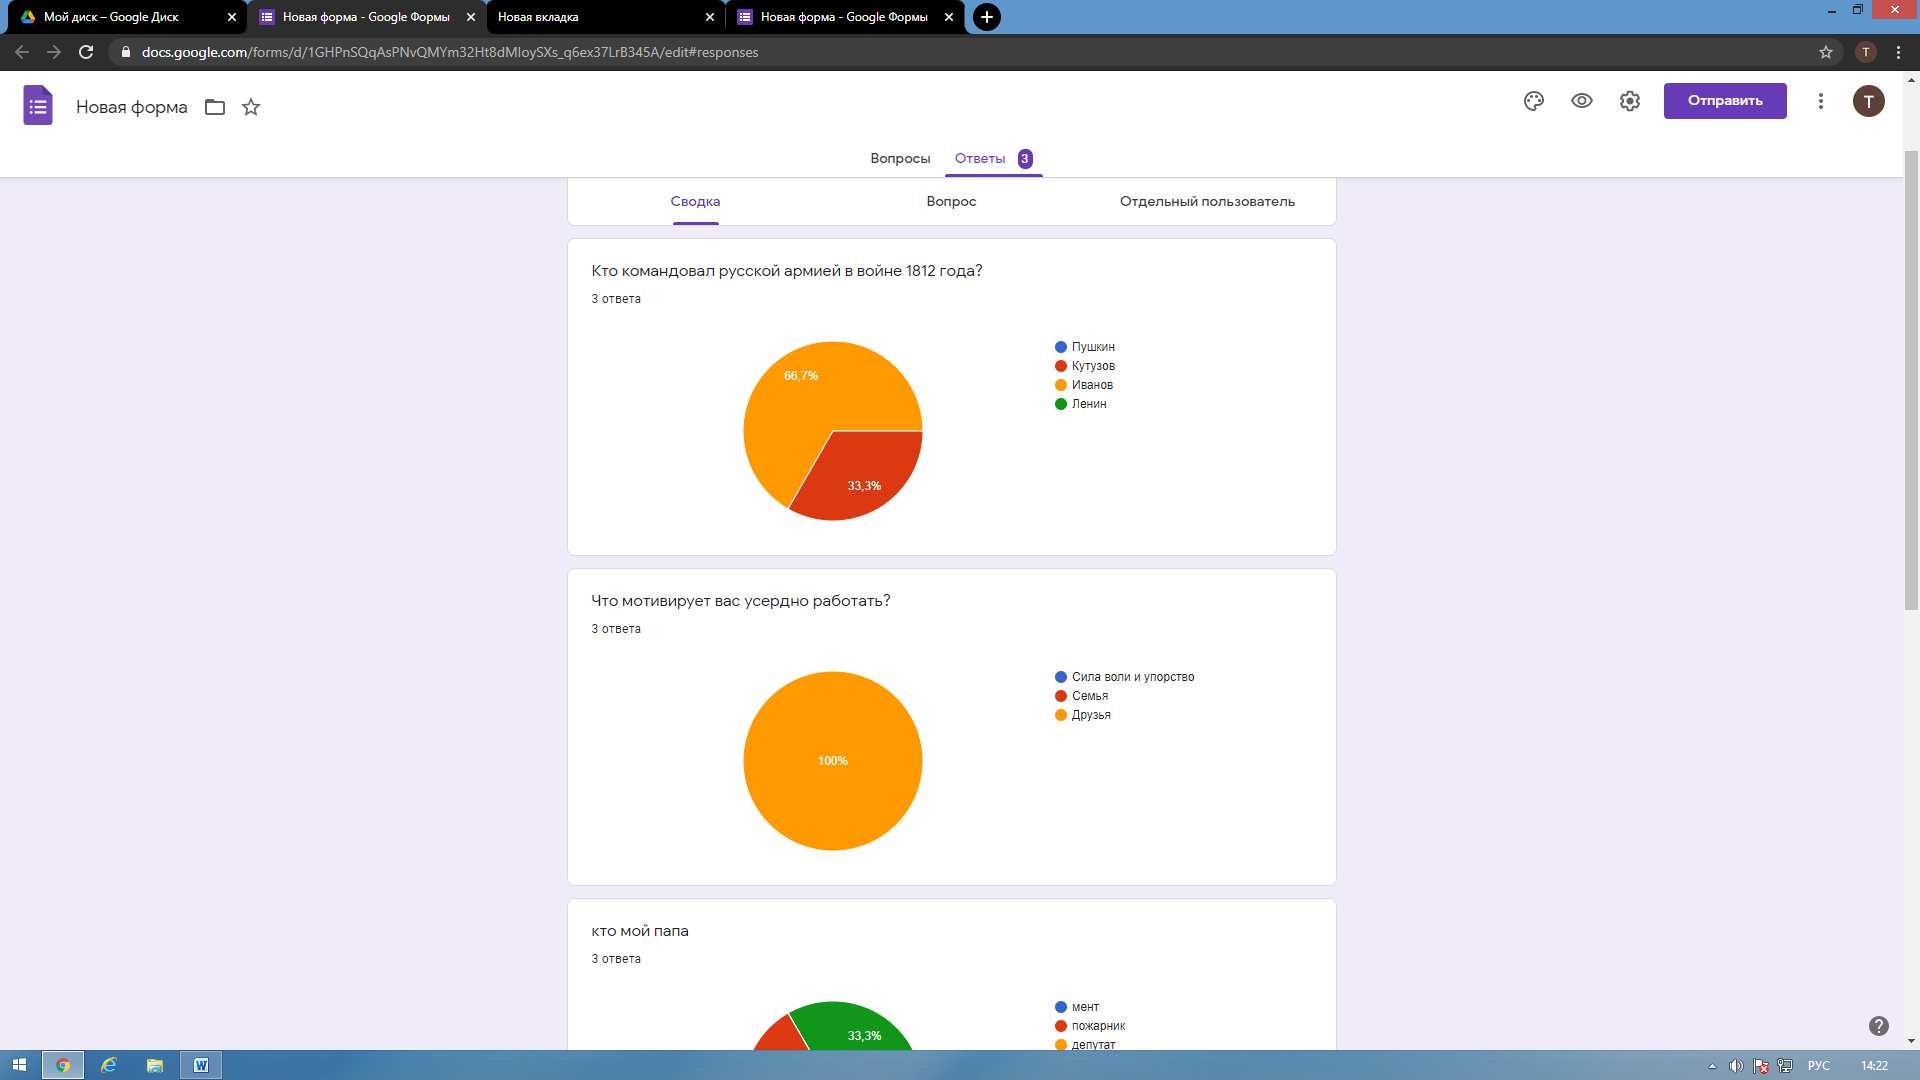 Мой диск – Google Диск
Новая форма - Google Формы
Новая вкладка
Новая форма - Google Формы
docs.google.com/forms/d/1GHPnSQqAsPNvQMYm32Ht8dMIoySXs_q6ex37LrB345A/edit#responses
T
Новая форма
Отправить
T
Вопросы
Ответы 3
Сводка
Вопрос
Отдельный пользователь
Кто командовал русской армией в войне 1812 года?
3 ответа
66,7%
33,3%
Пушкин
Кутузов
Иванов
Ленин
Что мотивирует вас усердно работать?
3 ответа
100%
Сила воли и упорство
Семья
Друзья
кто мой папа
3 ответа
33,3%
мент
пожарник
депутат
РУС
14:22